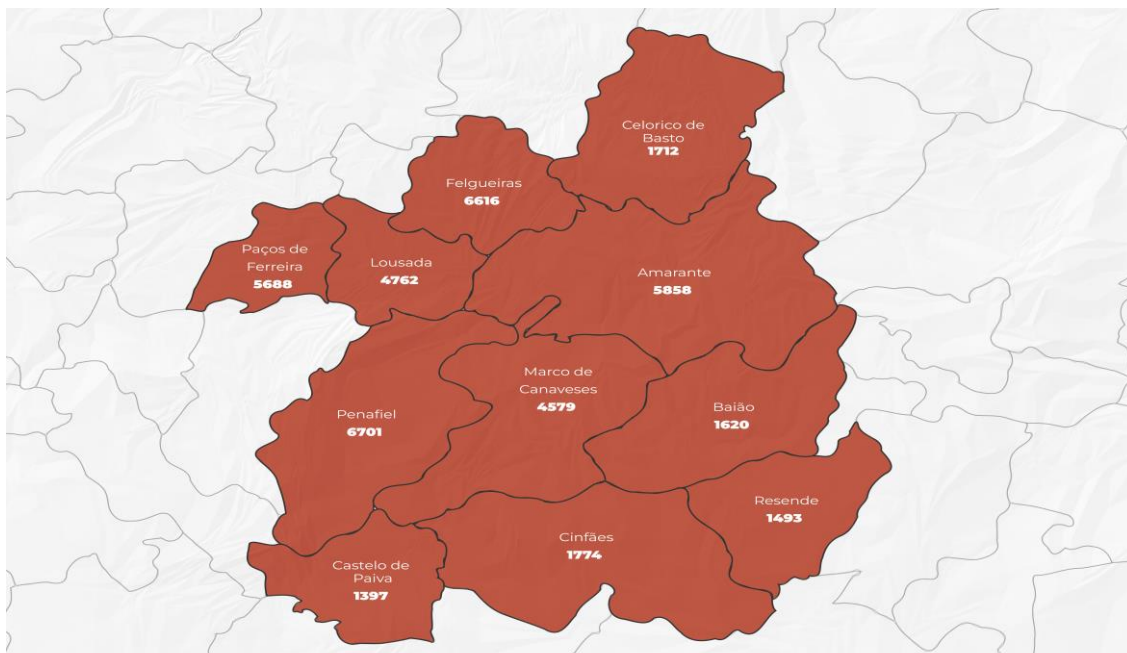 Celorico de
Basto
1712
Felgueiras
6616
Paços de
Ferreira
5688
Lousada
4762
Amarante
5858
Marco de
Canaveses
4579
Penafiel
6701
Baião
1620
Resende
1493
Cinfães
1774
Castelo de
Paiva
1397